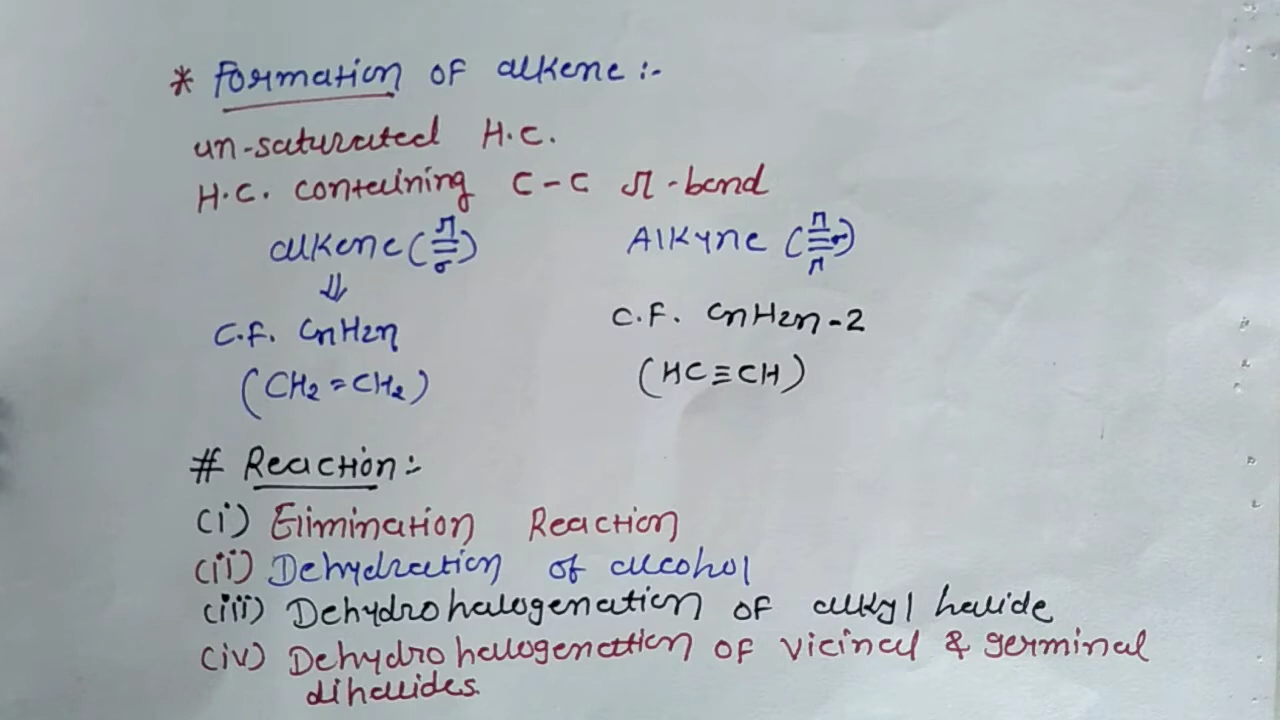 * Formation of alkene :-
un-saturated H.C.
H.C. containing C-C π-bond
alkene (π = σ) Alkyne (π ≡ σ π)
⇓
C.F. CnH2n C.F. CnH2n-2
(CH2=CH2) (HC≡CH)
# Reaction :-
(i) Elimination Reaction
(ii) Dehydration of alcohol
(iii) Dehydrohalogenation of alkyl halide
(iv) Dehydrohalogenation of vicinal & germinal
dihalides.